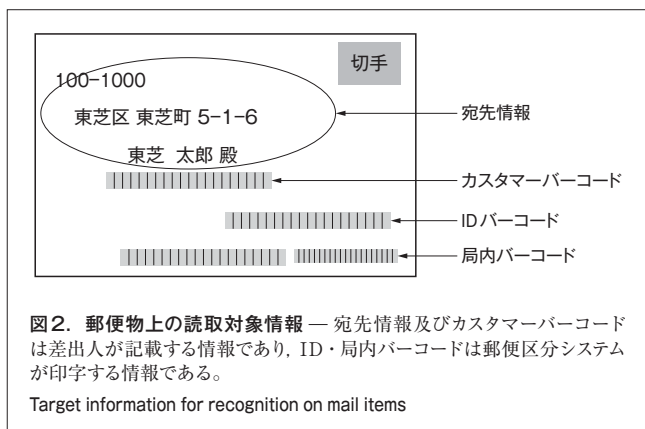 切手
100-1000
東芝区 東芝町 5-1-6
東芝 太郎 殿
宛先情報
カスタマーバーコード
IDバーコード
局内バーコード
図2. 郵便物上の読取対象情報 — 宛先情報及びカスタマーバーコード
は差出人が記載する情報であり，ID・局内バーコードは郵便区分システム
が印字する情報である。
Target information for recognition on mail items